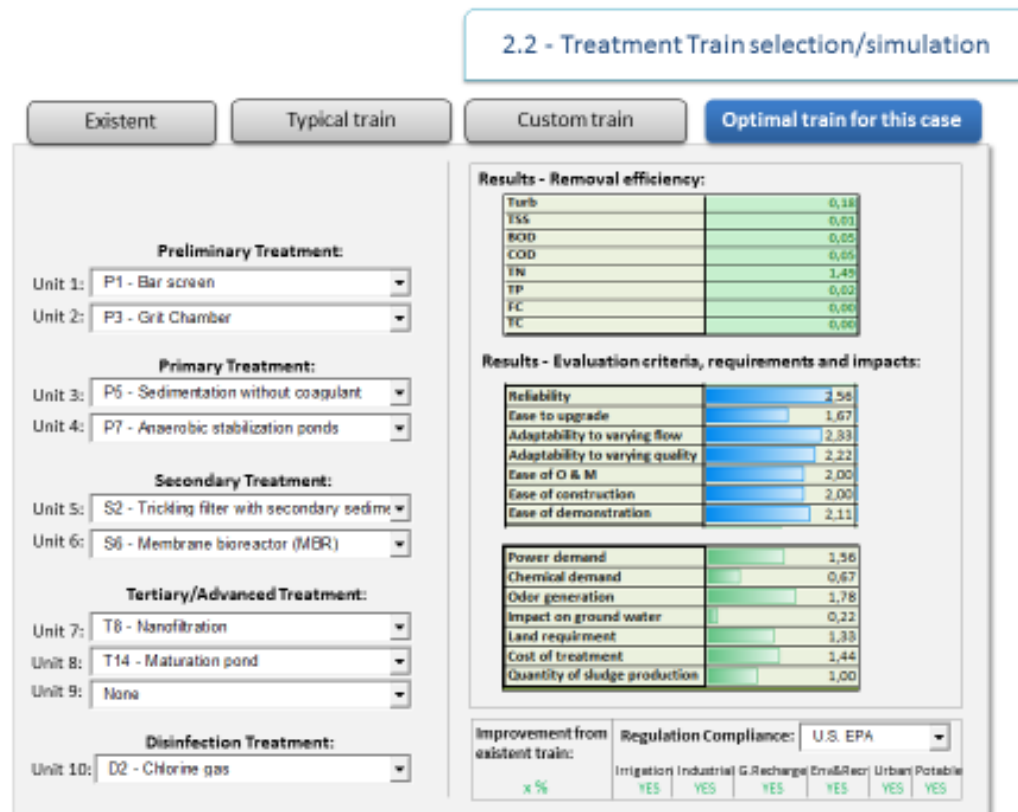 2.2 - Treatment Train selection/simulation
Existent
Typical train
Custom train
Optimal train for this case
Preliminary Treatment:
Unit 1: P1 - Bar screen
Unit 2: P3 - Grit Chamber
Primary Treatment:
Unit 3: P5 - Sedimentation without coagulant
Unit 4: P7 - Anaerobic stabilization ponds
Secondary Treatment:
Unit 5: S2 - Trickling filter with secondary sedime
Unit 6: S6 - Membrane bioreactor (MBR)
Tertiary/Advanced Treatment:
Unit 7: T8 - Nanofiltration
Unit 8: T14 - Maturation pond
Unit 9: None
Disinfection Treatment:
Unit 10: D2 - Chlorine gas
Results - Removal efficiency:
Turb 0,18
TSS 0,01
BOD 0,05
COD 0,05
TN 1,49
TP 0,02
FC 0,00
TC 0,00
Results - Evaluation criteria, requirements and impacts:
Reliability 2,56
Ease to upgrade 1,67
Adaptability to varying flow 2,33
Adaptability to varying quality 2,22
Ease of O & M 2,00
Ease of construction 2,00
Ease of demonstration 2,11
Power demand 1,56
Chemical demand 0,67
Odor generation 1,78
Impact on ground water 0,22
Land requirment 1,33
Cost of treatment 1,44
Quantity of sludge production 1,00
Improvement from
existent train:
x %
Regulation Compliance: U.S. EPA
Irrigation Industrial G.Recharge Env&Recr Urban Potable
YES YES YES YES YES YES